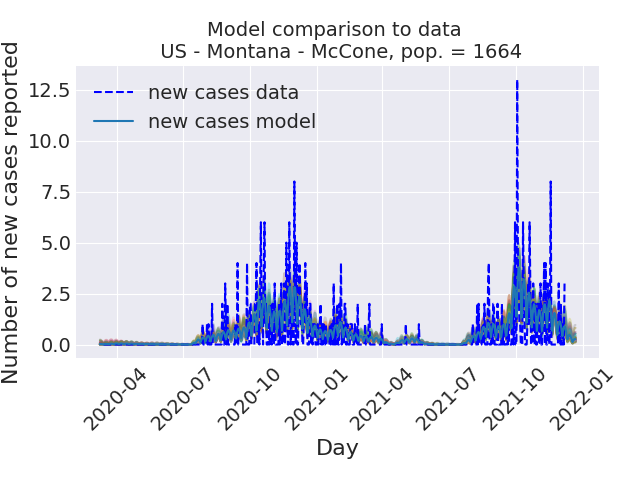 Model comparison to data
US - Montana - McCone, pop. = 1664
Number of new cases reported
12.5
10.0
7.5
5.0
2.5
0.0
new cases data
new cases model
2020-04
2020-07
2020-10
2021-01
2021-04
2021-07
2021-10
2022-01
Day